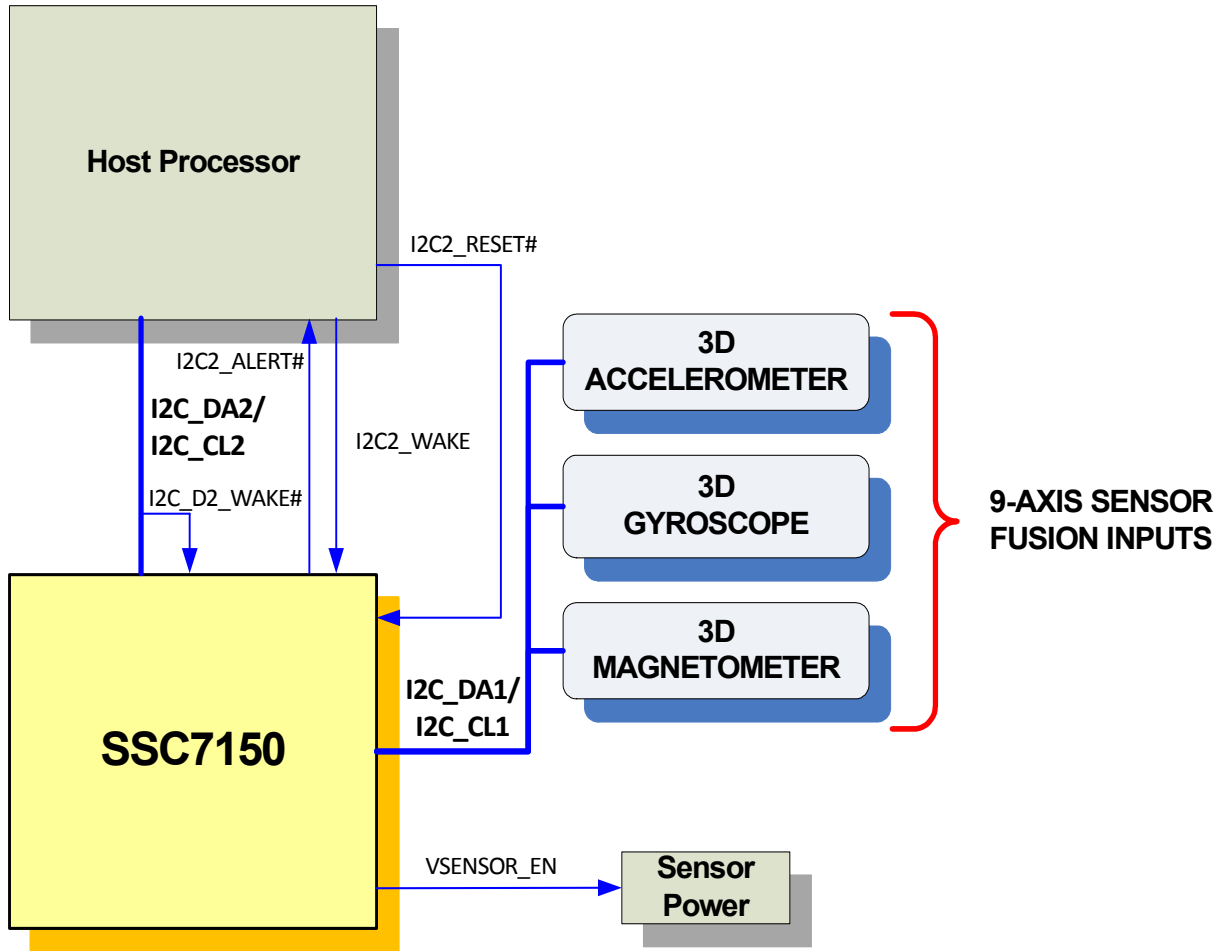 Host Processor
I2C2_RESET#
I2C2_ALERT#
I2C_DA2/
I2C_CL2
I2C2_WAKE
I2C_D2_WAKE#
3D
ACCELEROMETER
3D
GYROSCOPE
3D
MAGNETOMETER
9-AXIS SENSOR
FUSION INPUTS
I2C_DA1/
I2C_CL1
SSC7150
VSENSOR_EN
Sensor
Power